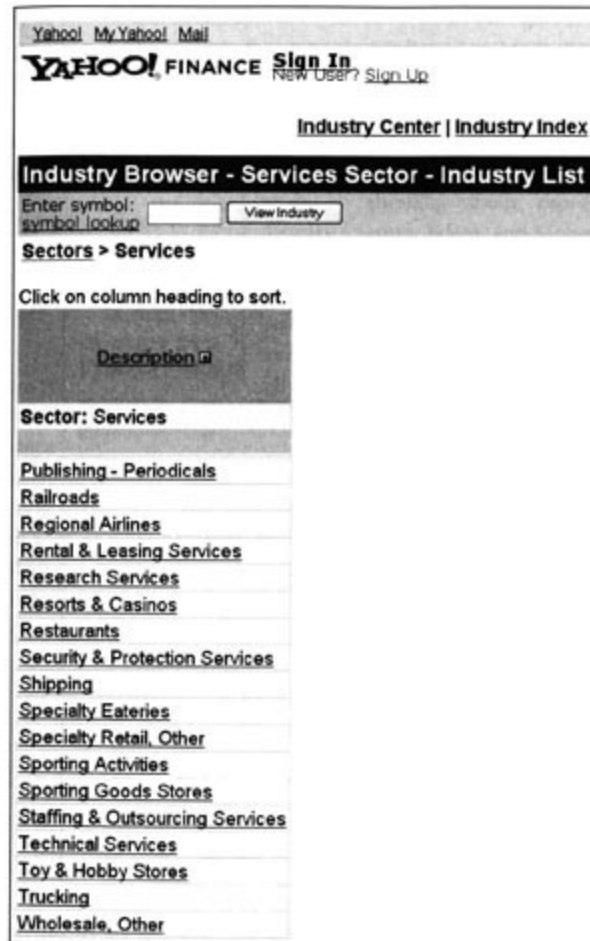 Yahoo! My Yahoo! Mail
YAHOO! FINANCE Sign In
New User? Sign Up
Industry Center | Industry Index
Industry Browser - Services Sector - Industry List
Enter symbol:
symbol lookup View Industry
Sectors > Services
Click on column heading to sort.
Description
Sector: Services
Publishing - Periodicals
Railroads
Regional Airlines
Rental & Leasing Services
Research Services
Resorts & Casinos
Restaurants
Security & Protection Services
Shipping
Specialty Eateries
Specialty Retail, Other
Sporting Activities
Sporting Goods Stores
Staffing & Outsourcing Services
Technical Services
Toy & Hobby Stores
Trucking
Wholesale, Other